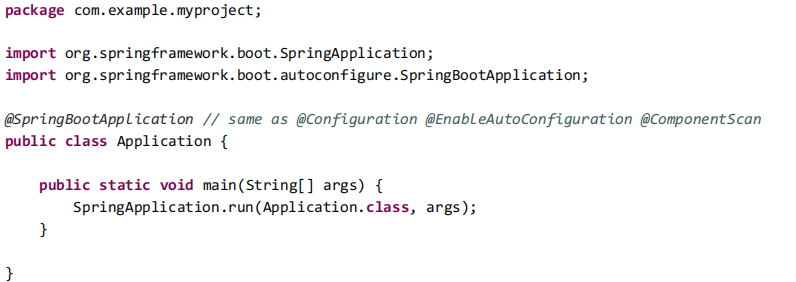 package com.example.myproject;
import org.springframework.boot.SpringApplication;
import org.springframework.boot.autoconfigure.SpringBootApplication;
@SpringBootApplication // same as @Configuration @EnableAutoConfiguration @ComponentScan
public class Application {
public static void main(String[] args) {
SpringApplication.run(Application.class, args);
}
}